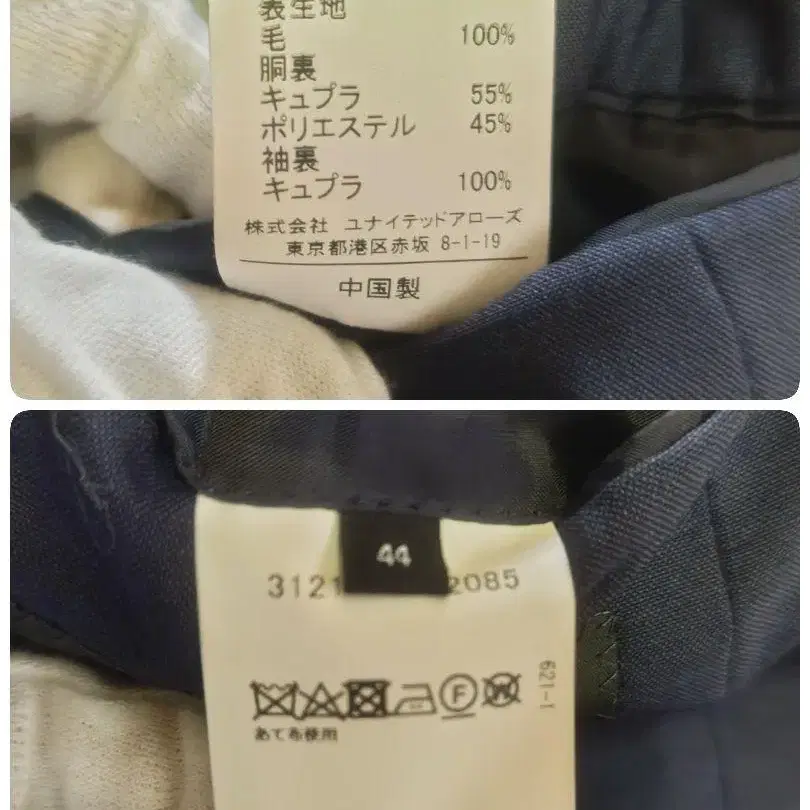 表生地
毛 100%
胴裏
キュプラ 55%
ポリエステル 45%
袖裏
キュプラ 100%
株式会社 ユナイテッドアローズ
東京都港区赤坂 8-1-19
中国製
44
3121 2085
F
W
621-1
あて布使用